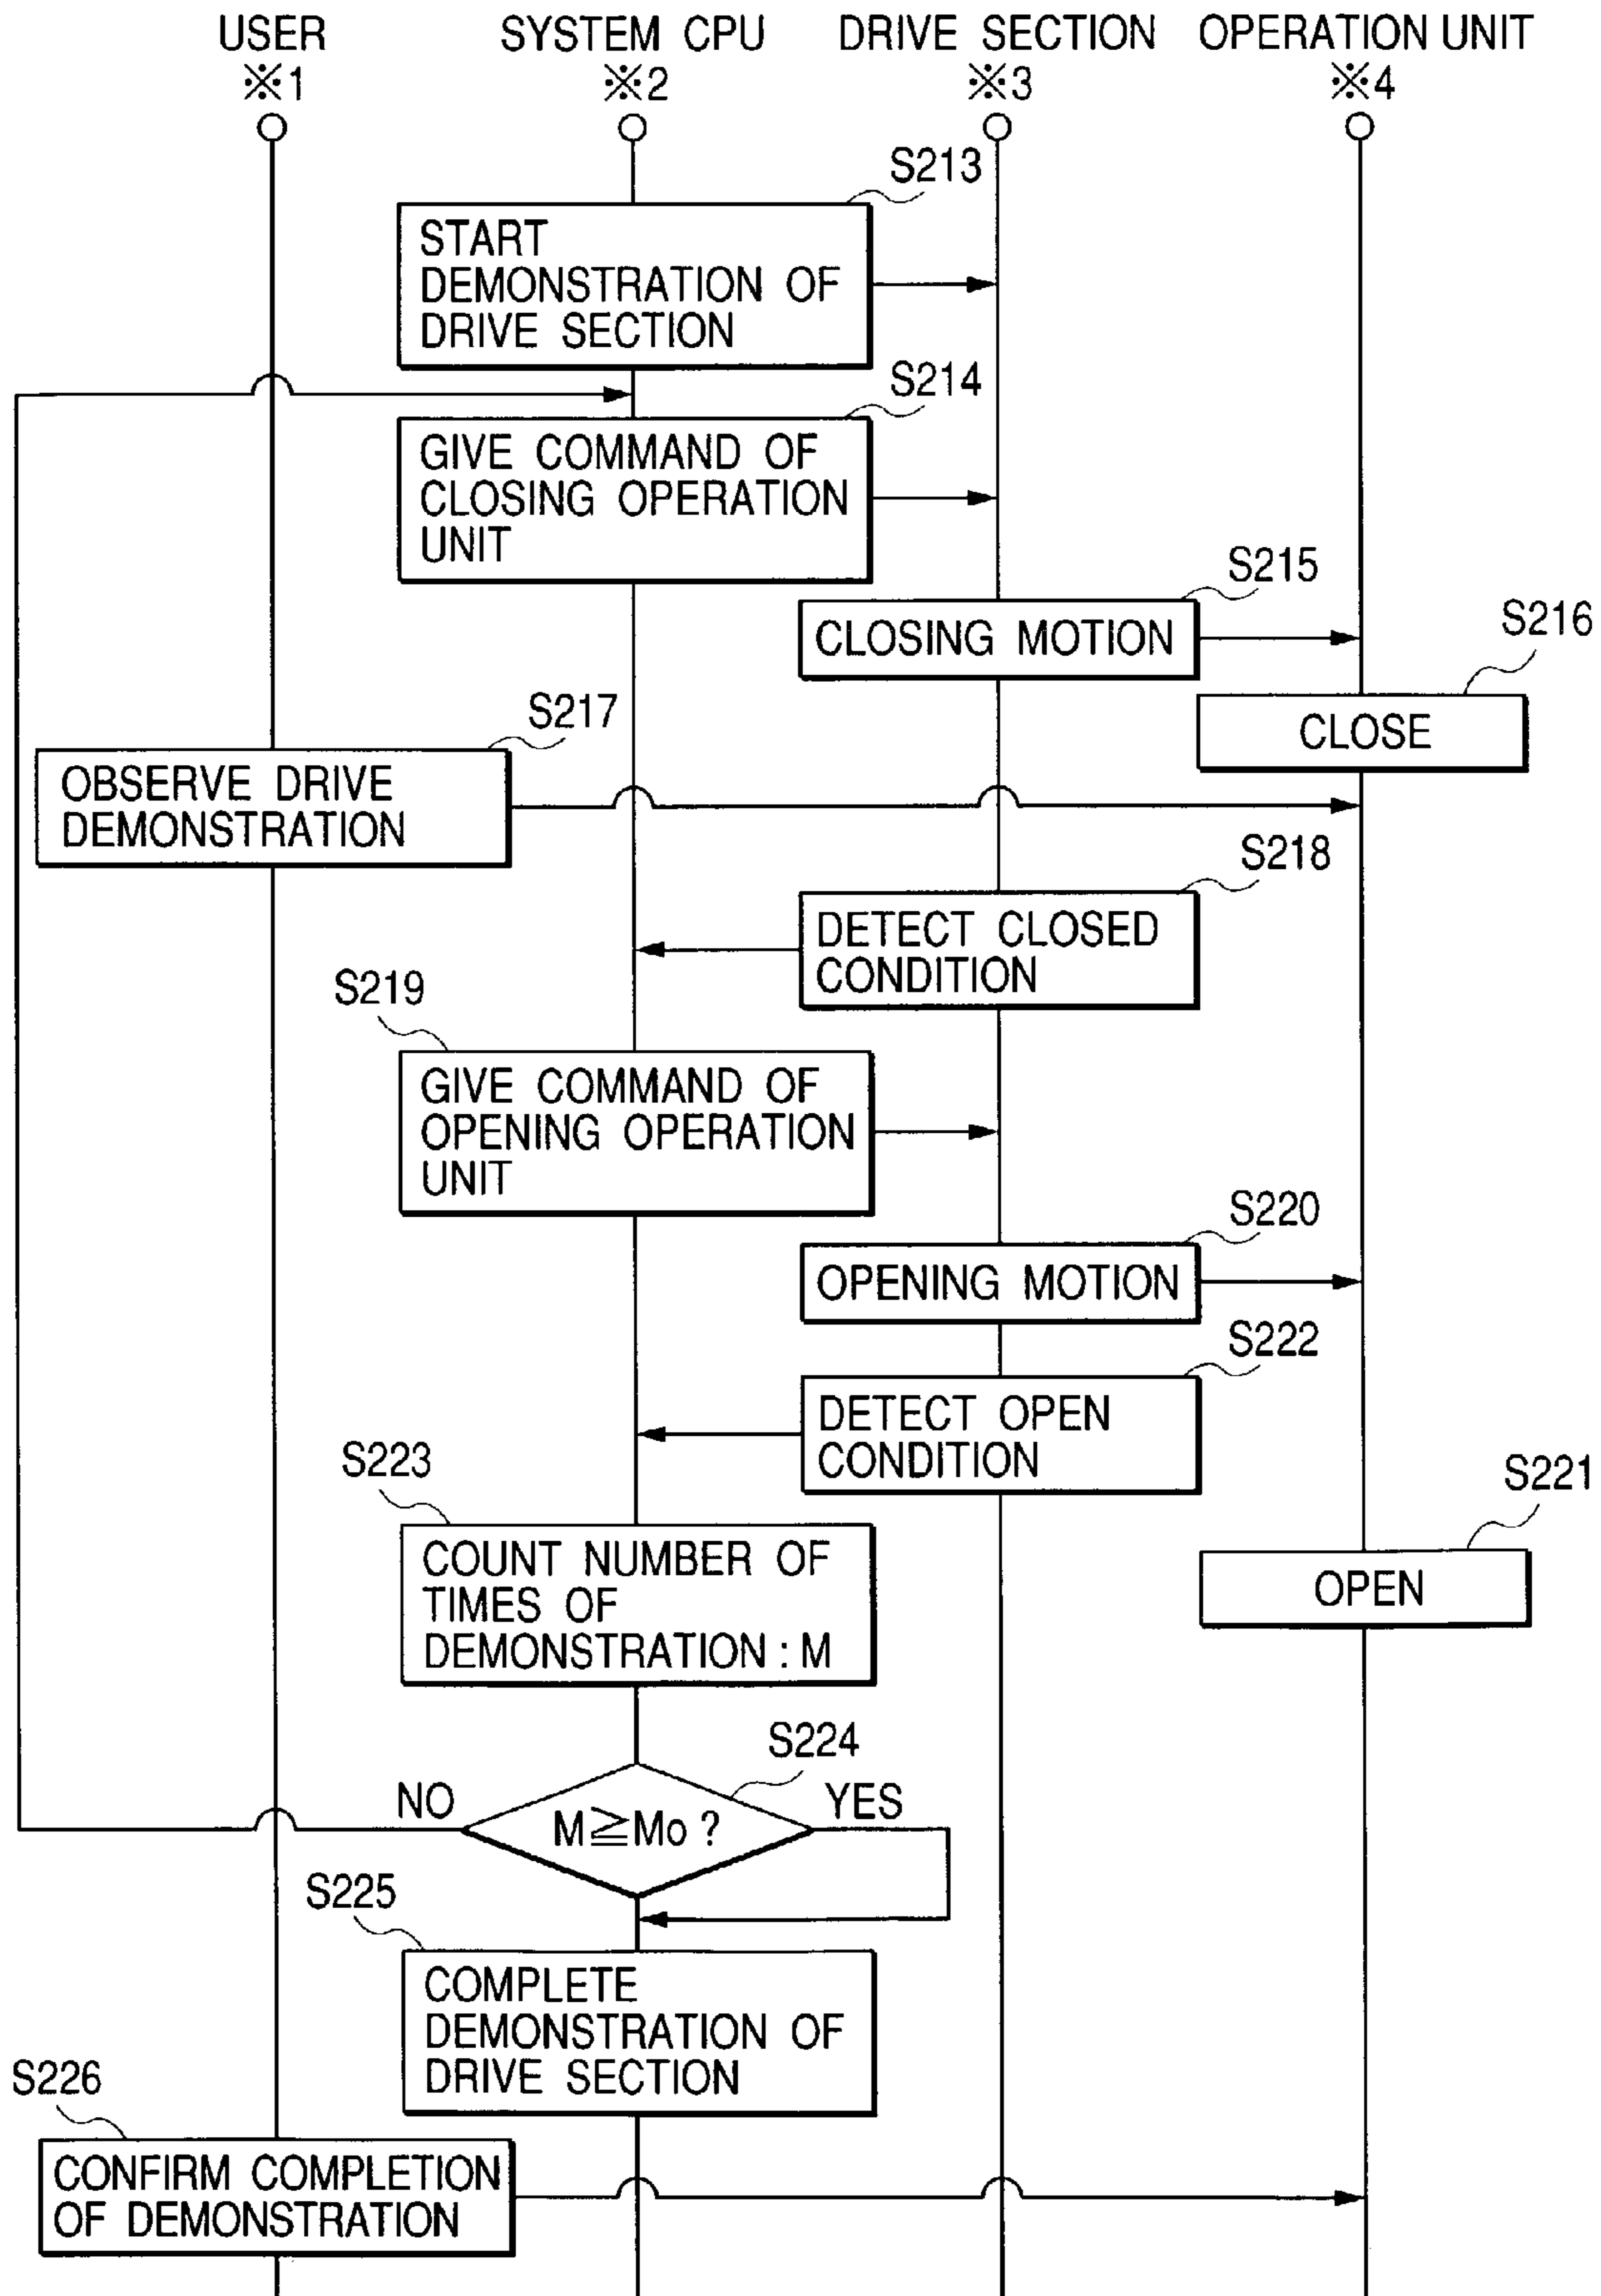 USER
SYSTEM CPU
DRIVE SECTION
OPERATION UNIT
※1
※2
※3
※4
S213
START
DEMONSTRATION OF
DRIVE SECTION
S214
GIVE COMMAND OF
CLOSING OPERATION
UNIT
S215
CLOSING MOTION
S216
CLOSE
S217
OBSERVE DRIVE
DEMONSTRATION
S218
DETECT CLOSED
CONDITION
S219
GIVE COMMAND OF
OPENING OPERATION
UNIT
S220
OPENING MOTION
S222
DETECT OPEN
CONDITION
S223
COUNT NUMBER OF
TIMES OF
DEMONSTRATION : M
S221
OPEN
S224
NO
M≧Mo ?
YES
S225
COMPLETE
DEMONSTRATION OF
DRIVE SECTION
S226
CONFIRM COMPLETION
OF DEMONSTRATION